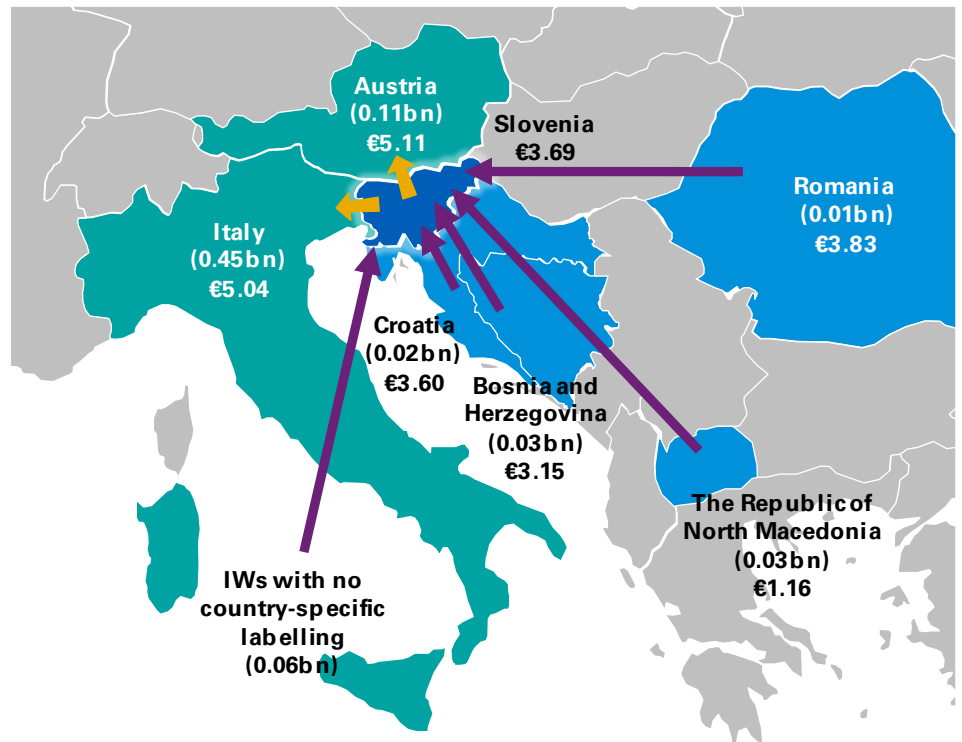 Austria
(0.11bn)
€5.11
Slovenia
€3.69
Romania
(0.01bn)
€3.83
Italy
(0.45bn)
€5.04
Croatia
(0.02bn)
€3.60
Bosnia and
Herzegovina
(0.03bn)
€3.15
The Republic of
North Macedonia
(0.03bn)
€1.16
IWs with no
country-specific
labelling
(0.06bn)